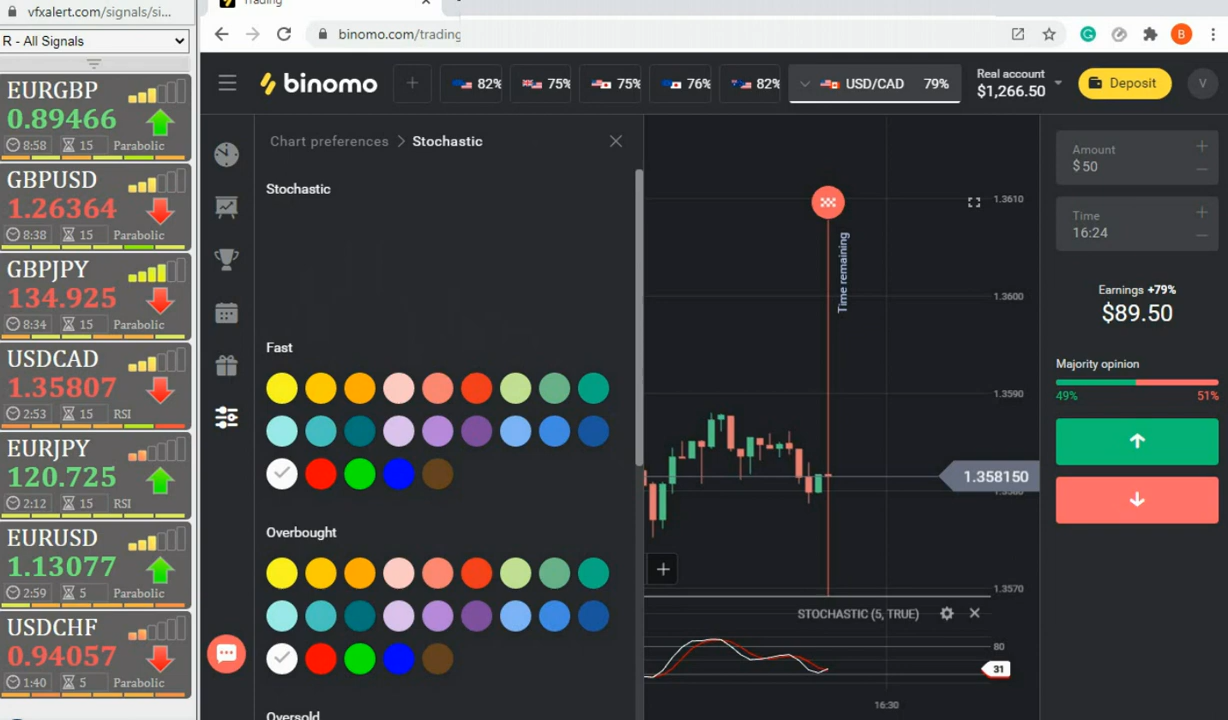 vfxalert.com/signals/si...
R - All Signals
EURGBP
0.89466
8:58 15 Parabolic
GBPUSD
1.26364
8:38 15 Parabolic
GBPJPY
134.925
8:34 15 Parabolic
USDCAD
1.35807
2:53 15 RSI
EURJPY
120.725
2:12 15 RSI
EURUSD
1.13077
2:59 5 Parabolic
USDCHF
0.94057
1:40 5 Parabolic
Trading
binomo.com/trading
B
binomo
82%
75%
75%
76%
82%
USD/CAD 79%
Real account
$1,266.50
Deposit
V
Chart preferences > Stochastic
Stochastic
Fast
Overbought
Oversold
Time remaining
1.3610
1.3600
1.3590
1.358150
1.3570
STOCHASTIC (5, TRUE)
80
31
16:30
Amount
$50
Time
16:24
Earnings +79%
$89.50
Majority opinion
49% 51%